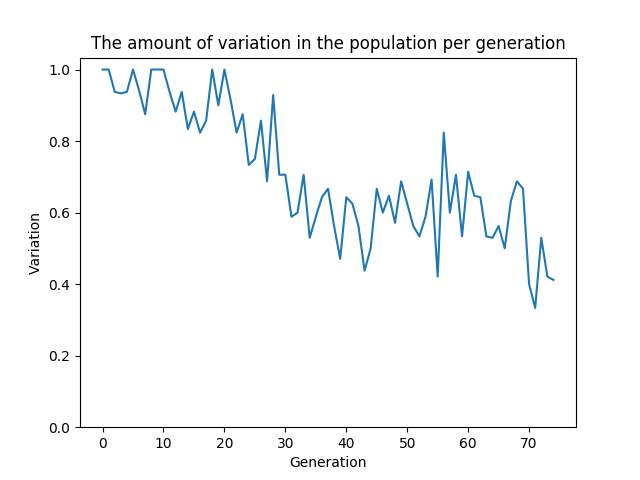 The amount of variation in the population per generation
1.0
0.8
0.6
0.4
0.2
0.0
Variation
0 10 20 30 40 50 60 70
Generation